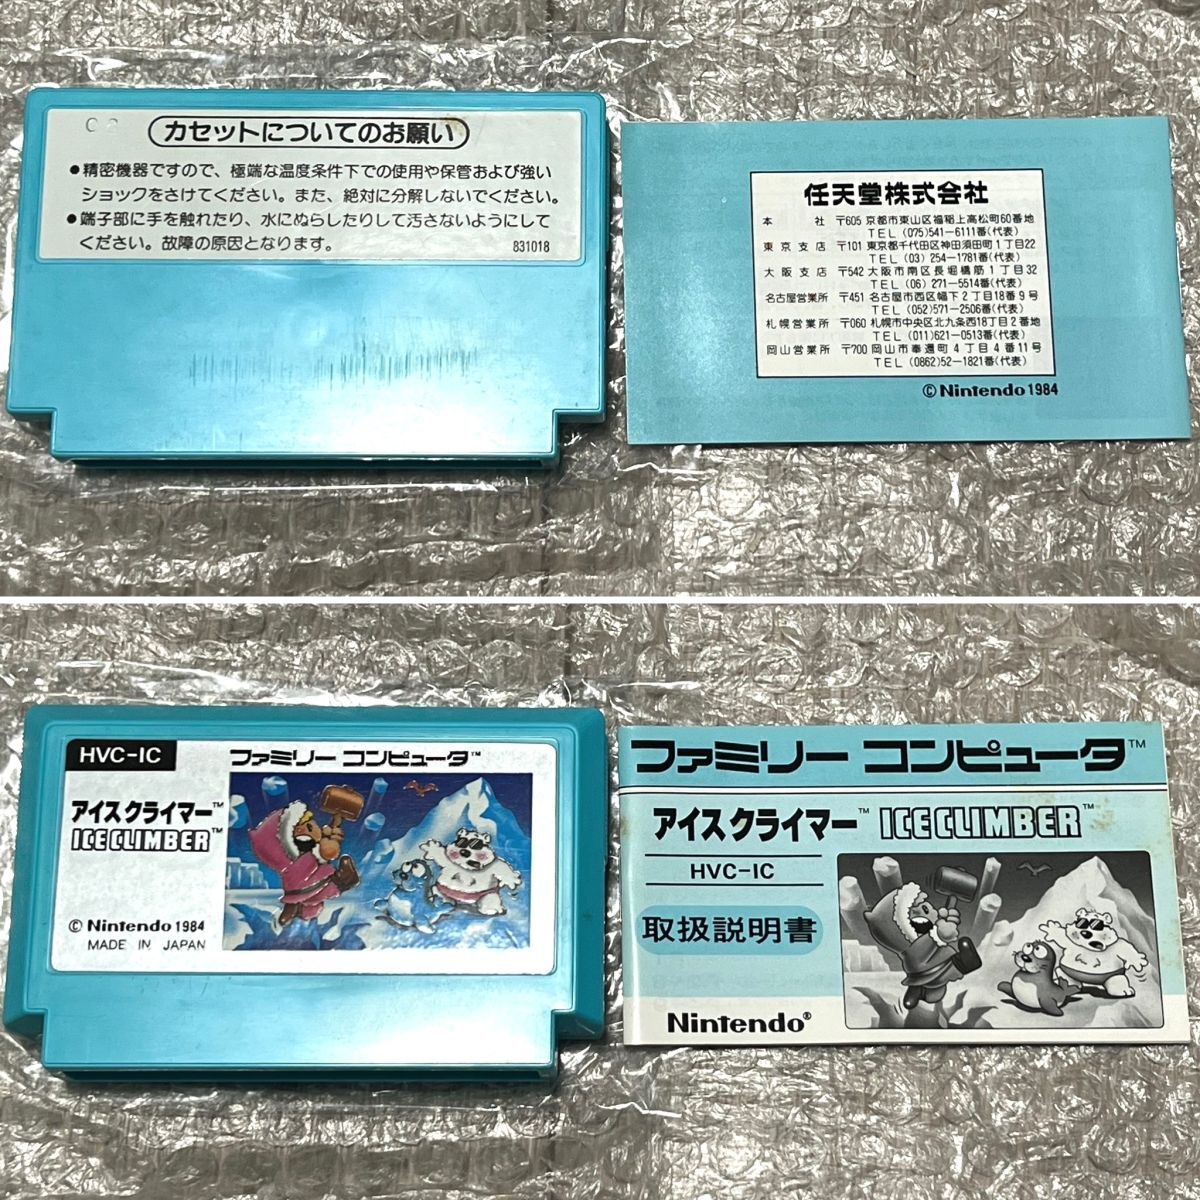 C2
カセットについてのお願い
●精密機器ですので、極端な温度条件下での使用や保管および強い
ショックをさけてください。また、絶対に分解しないでください。
●端子部に手を触れたり、水にぬらしたりして汚さないようにして
ください。故障の原因となります。
831018
任天堂株式会社
本社 〒605 京都市東山区福稲上高松町60番地
TEL (075)541-6111番(代表)
東京支店 〒101 東京都千代田区神田須田町1丁目22
TEL (03) 254-1781番(代表)
大阪支店 〒542 大阪市南区長堀橋筋1丁目32
TEL (06) 271-5514番(代表)
名古屋営業所 〒451 名古屋市西区幅下2丁目18番9号
TEL (052)571-2506番(代表)
札幌営業所 〒060 札幌市中央区北九条西18丁目2番地
TEL (011)621-0513番(代表)
岡山営業所 〒700 岡山市奉還町4丁目4番11号
TEL (0862)52-1821番(代表)
© Nintendo 1984
HVC-IC
ファミリー コンピュータ™
アイスクライマー™
ICE CLIMBER™
© Nintendo 1984
MADE IN JAPAN
ファミリー コンピュータ™
アイスクライマー™ ICE CLIMBER™
HVC-IC
取扱説明書
Nintendo®